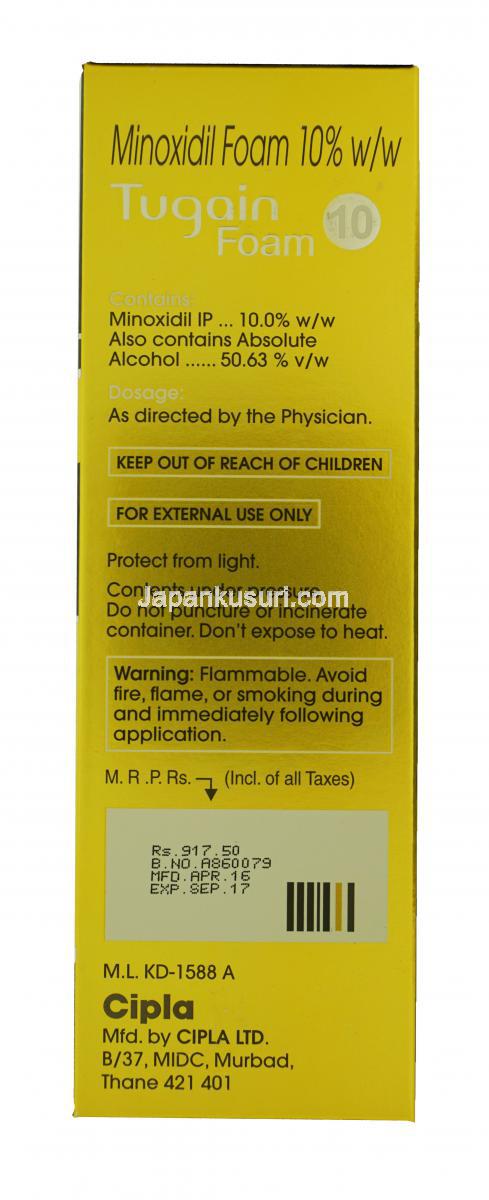 Minoxidil Foam 10% w/w
Tugain
Foam 10
Contains:
Minoxidil IP ... 10.0% w/w
Also contains Absolute
Alcohol ...... 50.63 % v/w
Dosage:
As directed by the Physician.
KEEP OUT OF REACH OF CHILDREN
FOR EXTERNAL USE ONLY
Protect from light.
Contents under pressure.
Japankusuri.com
Do not puncture or incinerate
container. Don't expose to heat.
Warning: Flammable. Avoid
fire, flame, or smoking during
and immediately following
application.
M. R .P. Rs. (Incl. of all Taxes)
Rs.917.50
B.NO.A860079
MFD.APR.16
EXP.SEP.17
M.L. KD-1588 A
Cipla
Mfd. by CIPLA LTD.
B/37, MIDC, Murbad,
Thane 421 401